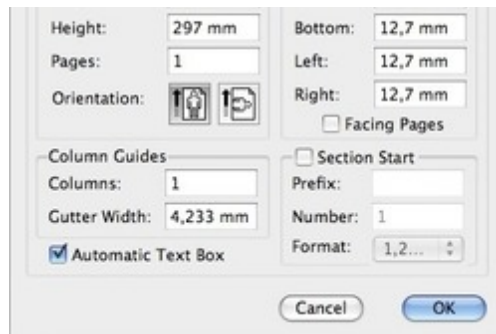 Height: 297 mm
Pages: 1
Orientation:
Bottom: 12,7 mm
Left: 12,7 mm
Right: 12,7 mm
Facing Pages
Column Guides
Columns: 1
Gutter Width: 4,233 mm
Automatic Text Box
Section Start
Prefix:
Number: 1
Format: 1,2...
Cancel OK